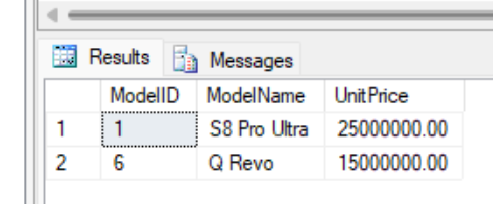 Results Messages
ModelID ModelName UnitPrice
1 1 S8 Pro Ultra 25000000.00
2 6 Q Revo 15000000.00